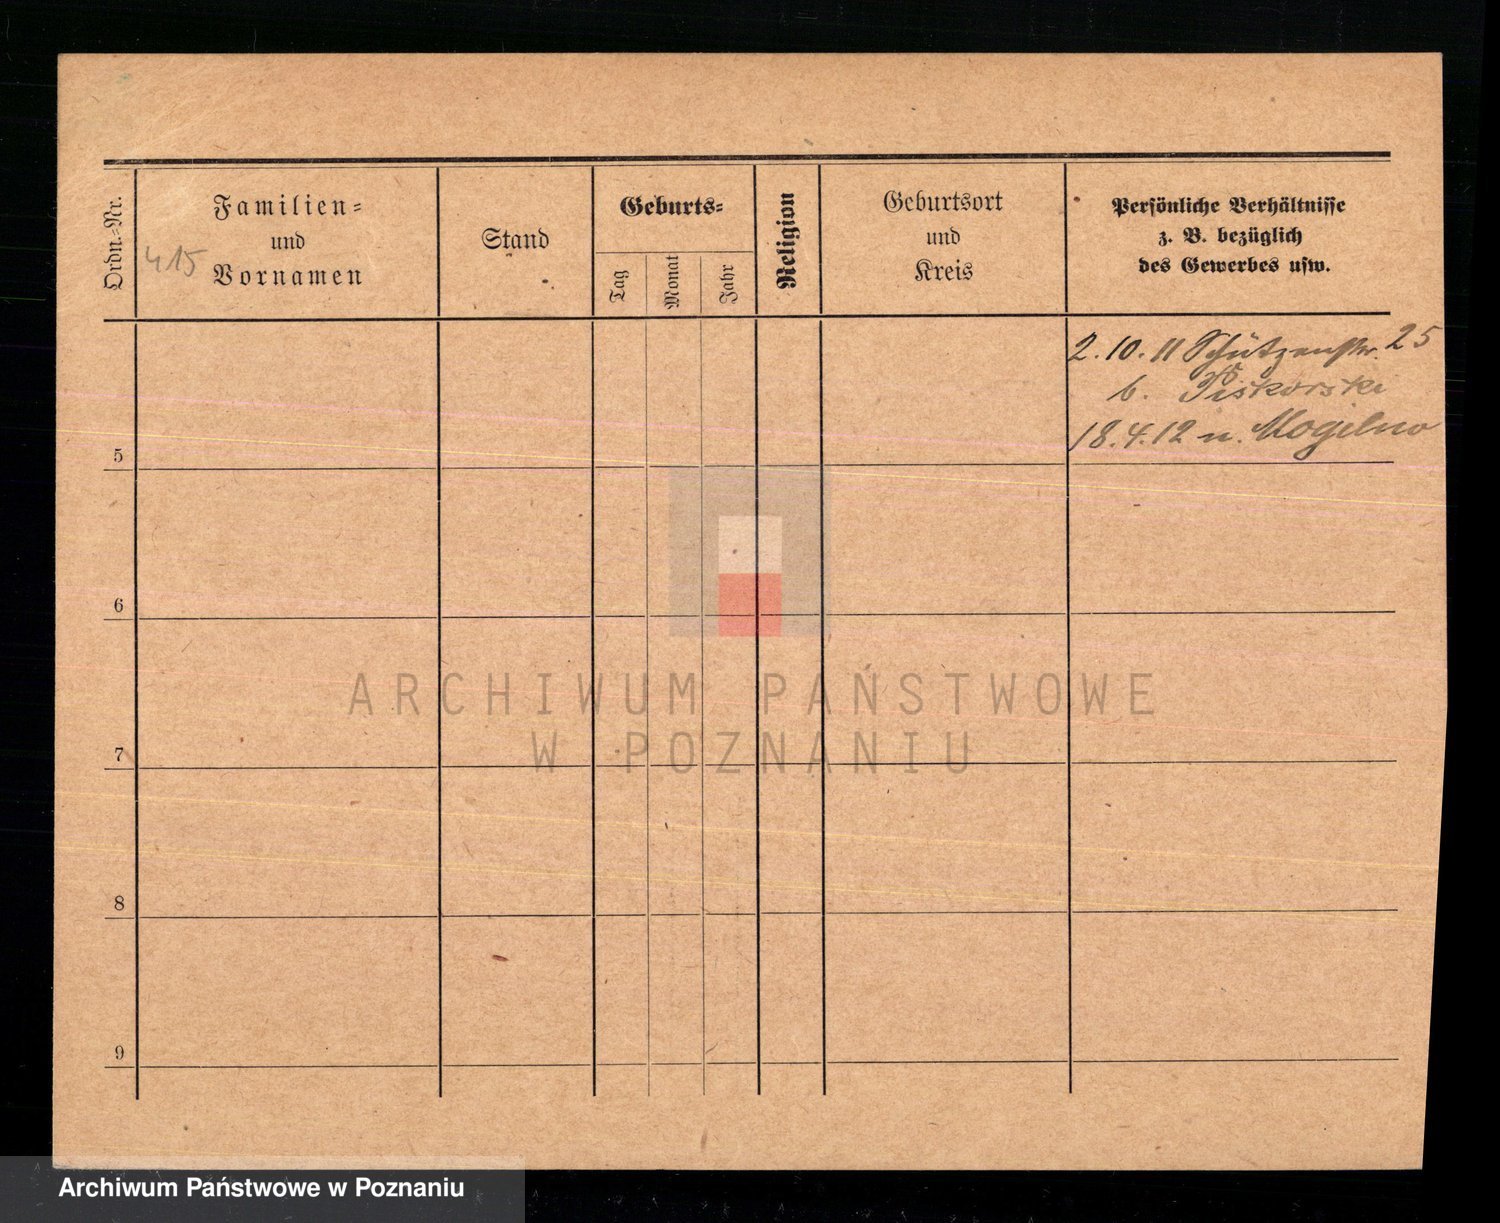 Ordn.-Nr.
415
Familien-
und
Vornamen
Stand
Geburts-
Tag
Monat
Jahr
Religion
Geburtsort
und
Kreis
Persönliche Verhältnisse
z. B. bezüglich
des Gewerbes usw.
2.10.11 Schützenstr. 25
b. Piskorski
18.4.12 n. Mogilno
5
6
7
8
9
ARCHIWUM PAŃSTWOWE
W POZNANIU
Archiwum Państwowe w Poznaniu